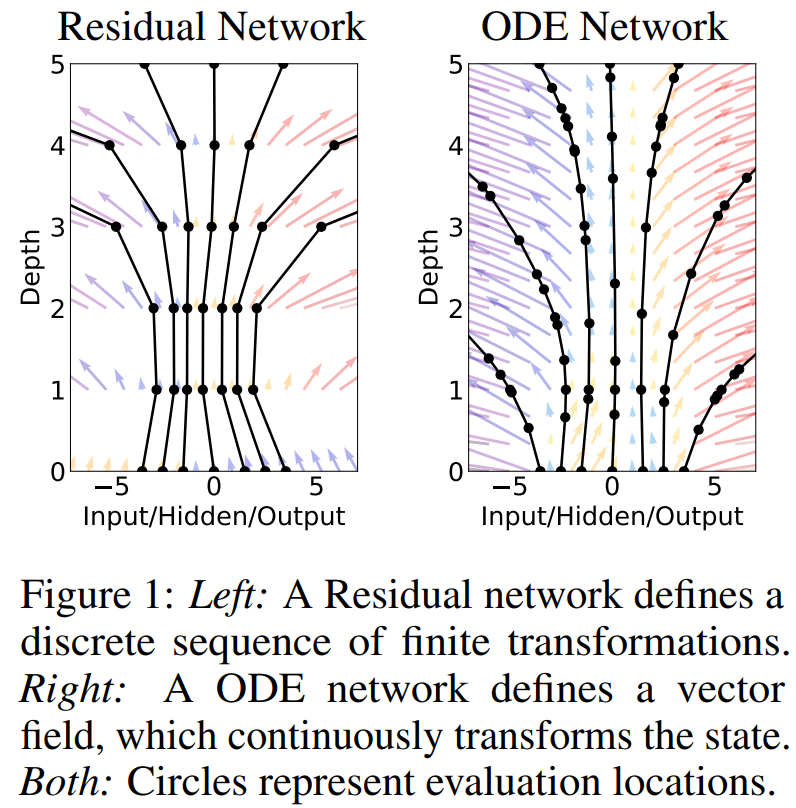 Residual Network
ODE Network
5
4
3
2
1
0
Depth
−5 0 5
Input/Hidden/Output
5
4
3
2
1
0
Depth
−5 0 5
Input/Hidden/Output
Figure 1: Left: A Residual network defines a
discrete sequence of finite transformations.
Right: A ODE network defines a vector
field, which continuously transforms the state.
Both: Circles represent evaluation locations.